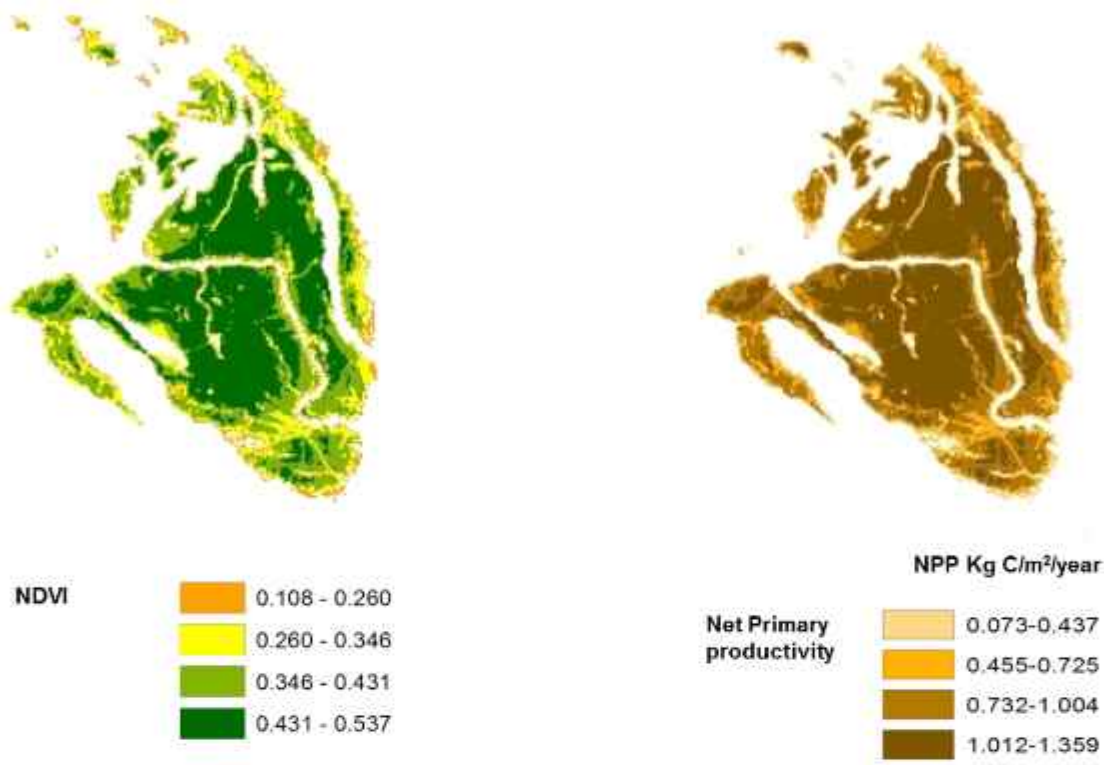 NDVI
0.108 - 0.260
0.260 - 0.346
0.346 - 0.431
0.431 - 0.537
NPP Kg C/m²/year
Net Primary
productivity
0.073-0.437
0.455-0.725
0.732-1.004
1.012-1.359